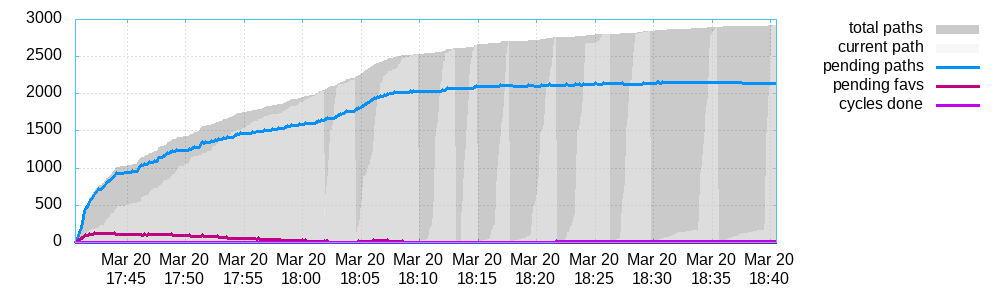 3000
2500
2000
1500
1000
500
0
Mar 20 Mar 20 Mar 20 Mar 20 Mar 20 Mar 20 Mar 20 Mar 20 Mar 20 Mar 20 Mar 20 Mar 20
17:45 17:50 17:55 18:00 18:05 18:10 18:15 18:20 18:25 18:30 18:35 18:40
total paths
current path
pending paths
pending favs
cycles done